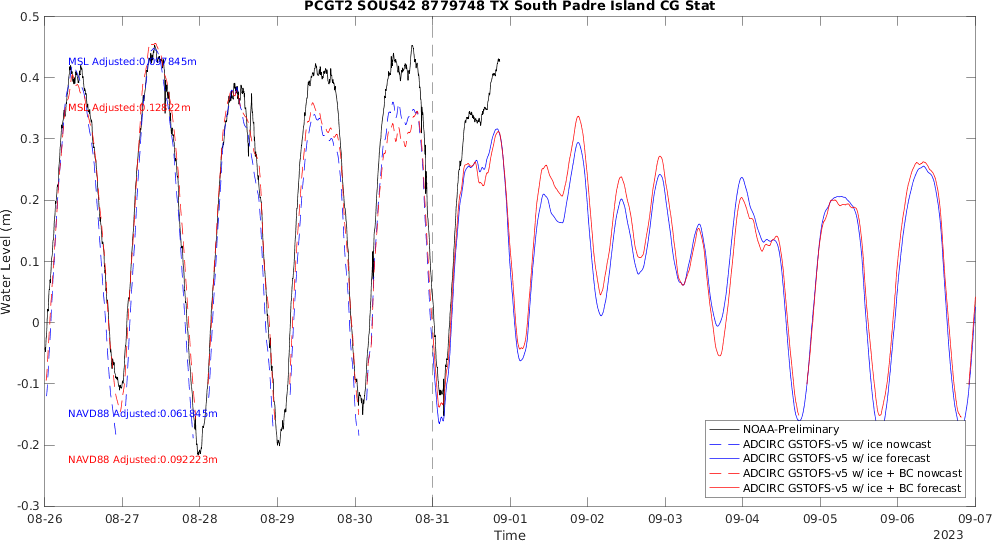 PCGT2 SOUS42 8779748 TX South Padre Island CG Stat
Water Level (m)
0.5
0.4
0.3
0.2
0.1
0
-0.1
-0.2
-0.3
MSL Adjusted:0.097845m
MSL Adjusted:0.12822m
NAVD88 Adjusted:0.061845m
NAVD88 Adjusted:0.092223m
NOAA-Preliminary
ADCIRC GSTOFS-v5 w/ ice nowcast
ADCIRC GSTOFS-v5 w/ ice forecast
ADCIRC GSTOFS-v5 w/ ice + BC nowcast
ADCIRC GSTOFS-v5 w/ ice + BC forecast
08-26 08-27 08-28 08-29 08-30 08-31 09-01 09-02 09-03 09-04 09-05 09-06 09-07
Time
2023